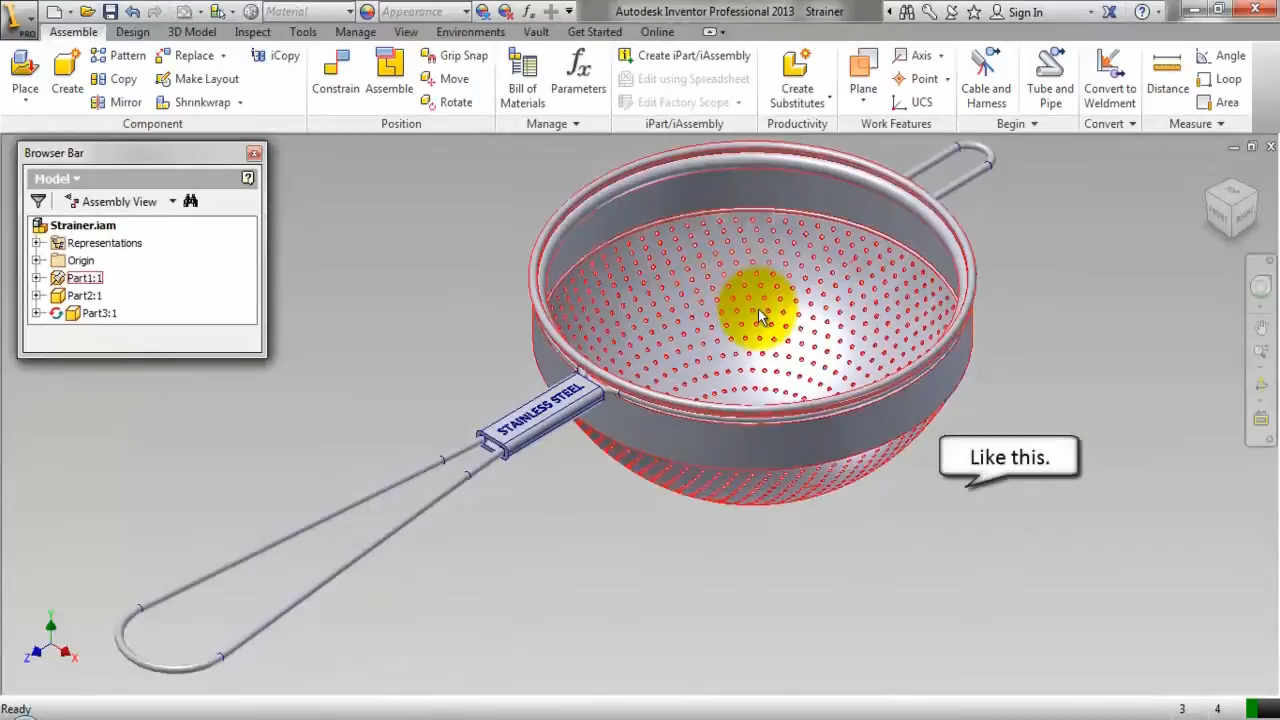 Material
Appearance
Autodesk Inventor Professional 2013 Strainer
Sign In
PRO
Assemble Design 3D Model Inspect Tools Manage View Environments Vault Get Started Online
Place
Create
Pattern
Copy
Mirror
Replace
Make Layout
Shrinkwrap
iCopy
Component
Constrain
Assemble
Grip Snap
Move
Rotate
Position
Bill of
Materials
Parameters
Manage
Create iPart/iAssembly
Edit using Spreadsheet
Edit Factory Scope
iPart/iAssembly
Create
Substitutes
Productivity
Plane
Axis
Point
UCS
Work Features
Cable and
Harness
Tube and
Pipe
Begin
Convert to
Weldment
Convert
Distance
Angle
Loop
Area
Measure
Browser Bar
Model
Assembly View
Strainer.iam
Representations
Origin
Part1:1
Part2:1
Part3:1
TOP
FRONT
RIGHT
STAINLESS STEEL
Like this.
Y
Z
X
Ready
3 4